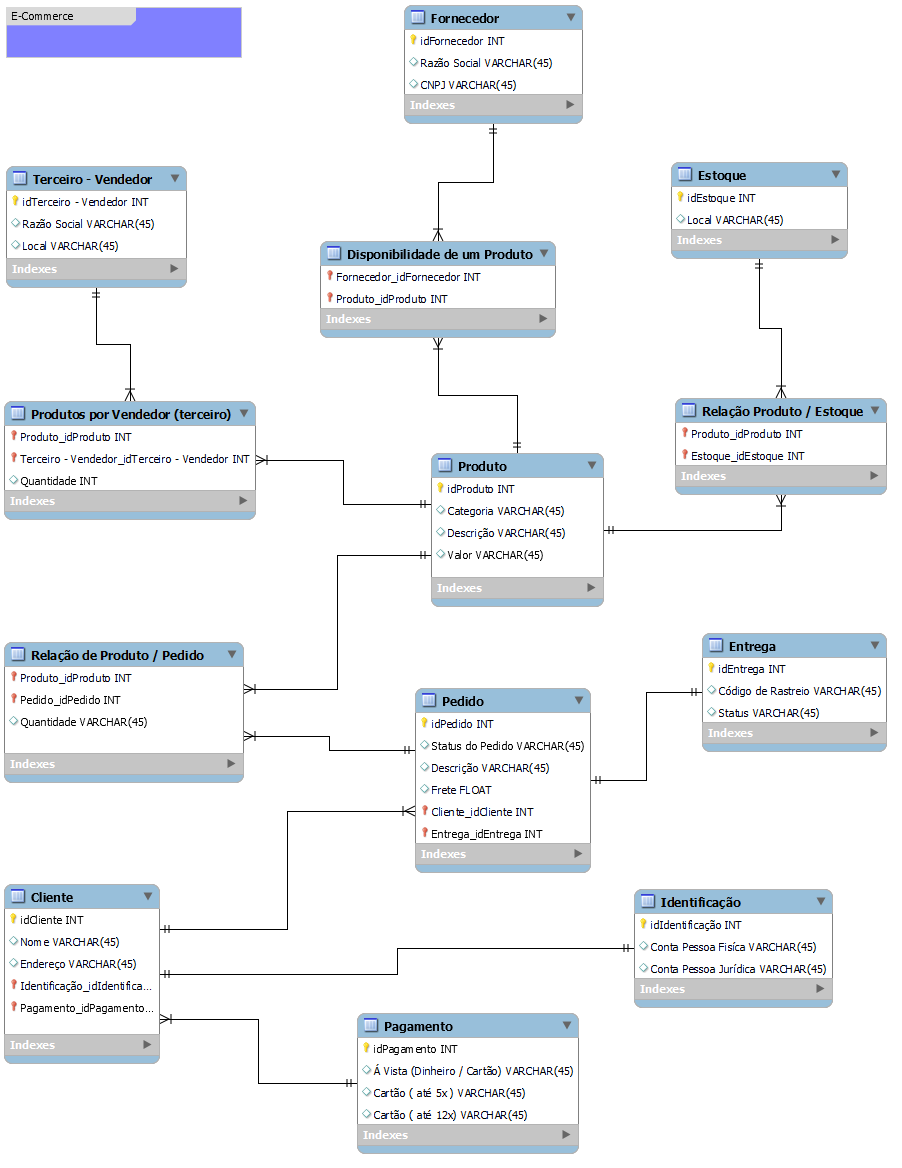 E-Commerce
Fornecedor
idFornecedor INT
Razão Social VARCHAR(45)
CNPJ VARCHAR(45)
Indexes
Terceiro - Vendedor
idTerceiro - Vendedor INT
Razão Social VARCHAR(45)
Local VARCHAR(45)
Indexes
Estoque
idEstoque INT
Local VARCHAR(45)
Indexes
Disponibilidade de um Produto
Fornecedor_idFornecedor INT
Produto_idProduto INT
Indexes
Produtos por Vendedor (terceiro)
Produto_idProduto INT
Terceiro - Vendedor_idTerceiro - Vendedor INT
Quantidade INT
Indexes
Relação Produto / Estoque
Produto_idProduto INT
Estoque_idEstoque INT
Indexes
Produto
idProduto INT
Categoria VARCHAR(45)
Descrição VARCHAR(45)
Valor VARCHAR(45)
Indexes
Relação de Produto / Pedido
Produto_idProduto INT
Pedido_idPedido INT
Quantidade VARCHAR(45)
Indexes
Entrega
idEntrega INT
Código de Rastreio VARCHAR(45)
Status VARCHAR(45)
Indexes
Pedido
idPedido INT
Status do Pedido VARCHAR(45)
Descrição VARCHAR(45)
Frete FLOAT
Cliente_idCliente INT
Entrega_idEntrega INT
Indexes
Cliente
idCliente INT
Nome VARCHAR(45)
Endereço VARCHAR(45)
Identificação_idIdentifica...
Pagamento_idPagamento...
Indexes
Identificação
idIdentificação INT
Conta Pessoa Fisíca VARCHAR(45)
Conta Pessoa Jurídica VARCHAR(45)
Indexes
Pagamento
idPagamento INT
Á Vista (Dinheiro / Cartão) VARCHAR(45)
Cartão ( até 5x ) VARCHAR(45)
Cartão ( até 12x) VARCHAR(45)
Indexes